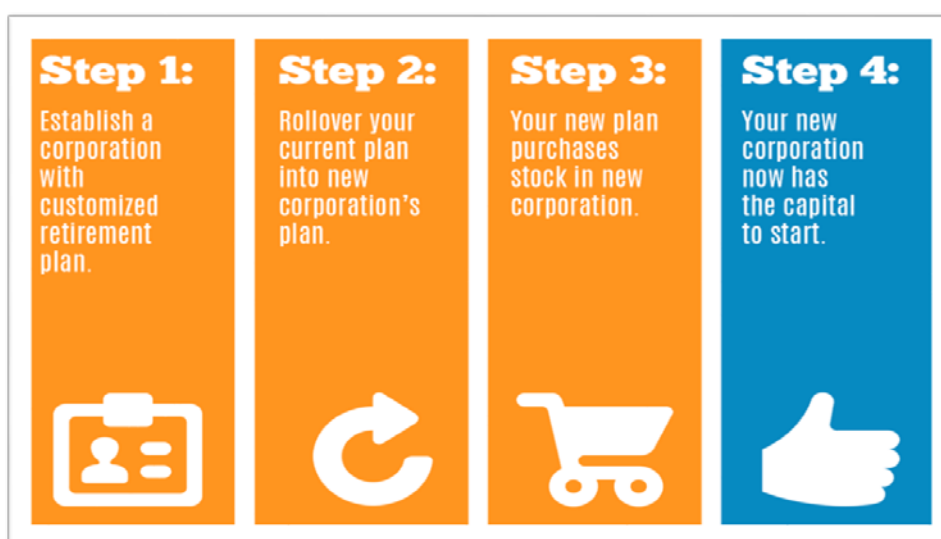 Step 1:
Establish a
corporation
with
customized
retirement
plan.
Step 2:
Rollover your
current plan
into new
corporation's
plan.
Step 3:
Your new plan
purchases
stock in new
corporation.
Step 4:
Your new
corporation
now has
the capital
to start.